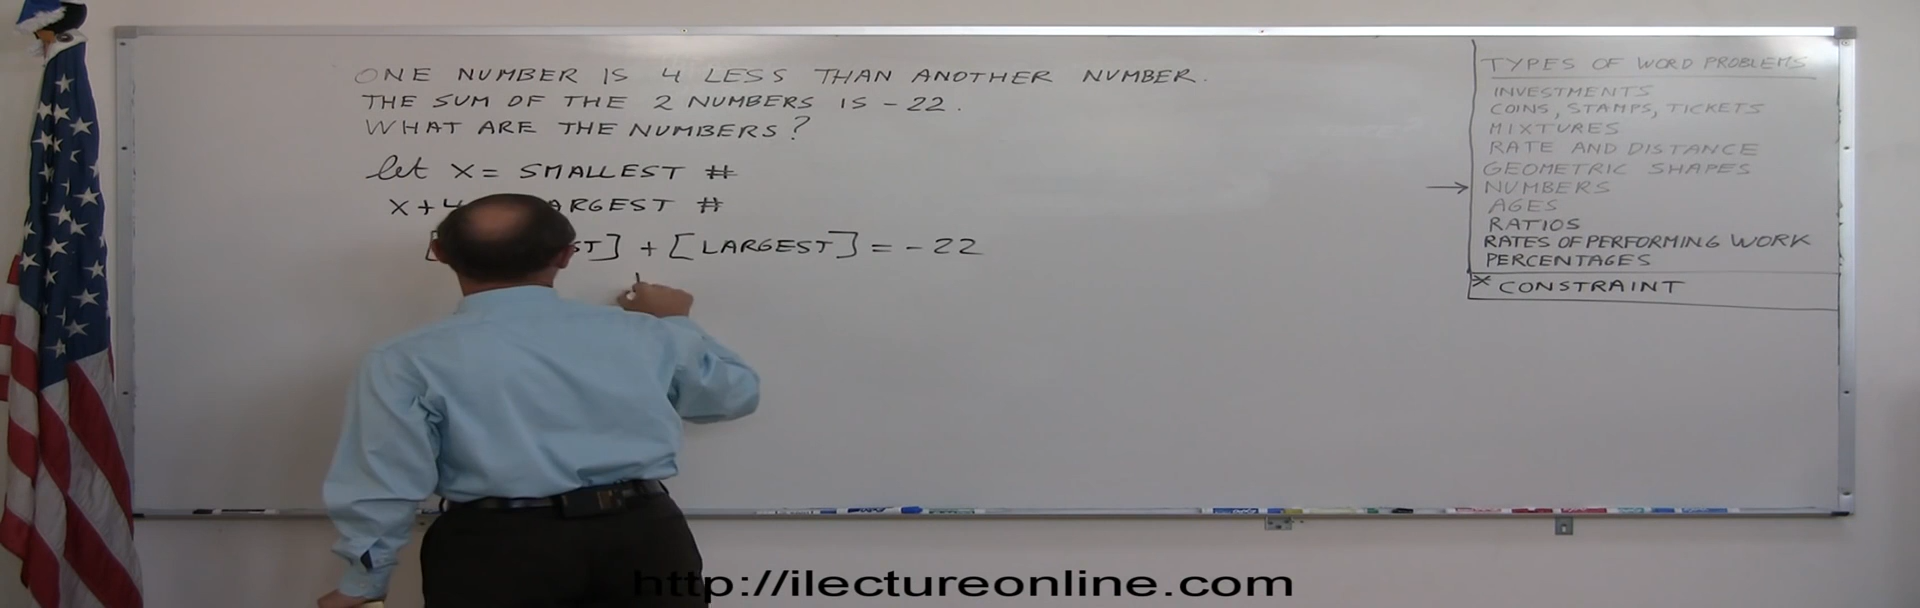 ONE NUMBER IS 4 LESS THAN ANOTHER NUMBER.
THE SUM OF THE 2 NUMBERS IS -22.
WHAT ARE THE NUMBERS?
let X = SMALLEST #
X+4 ARGEST #
[ ST] + [LARGEST] = -22
TYPES OF WORD PROBLEMS
INVESTMENTS
COINS, STAMPS, TICKETS
MIXTURES
RATE AND DISTANCE
GEOMETRIC SHAPES
→ NUMBERS
AGES
RATIOS
RATES OF PERFORMING WORK
PERCENTAGES
* CONSTRAINT
http://ilectureonline.com